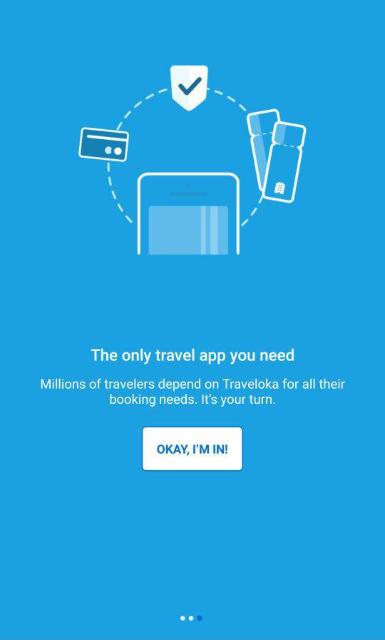 The only travel app you need
Millions of travelers depend on Traveloka for all their
booking needs. It's your turn.
OKAY, I'M IN!